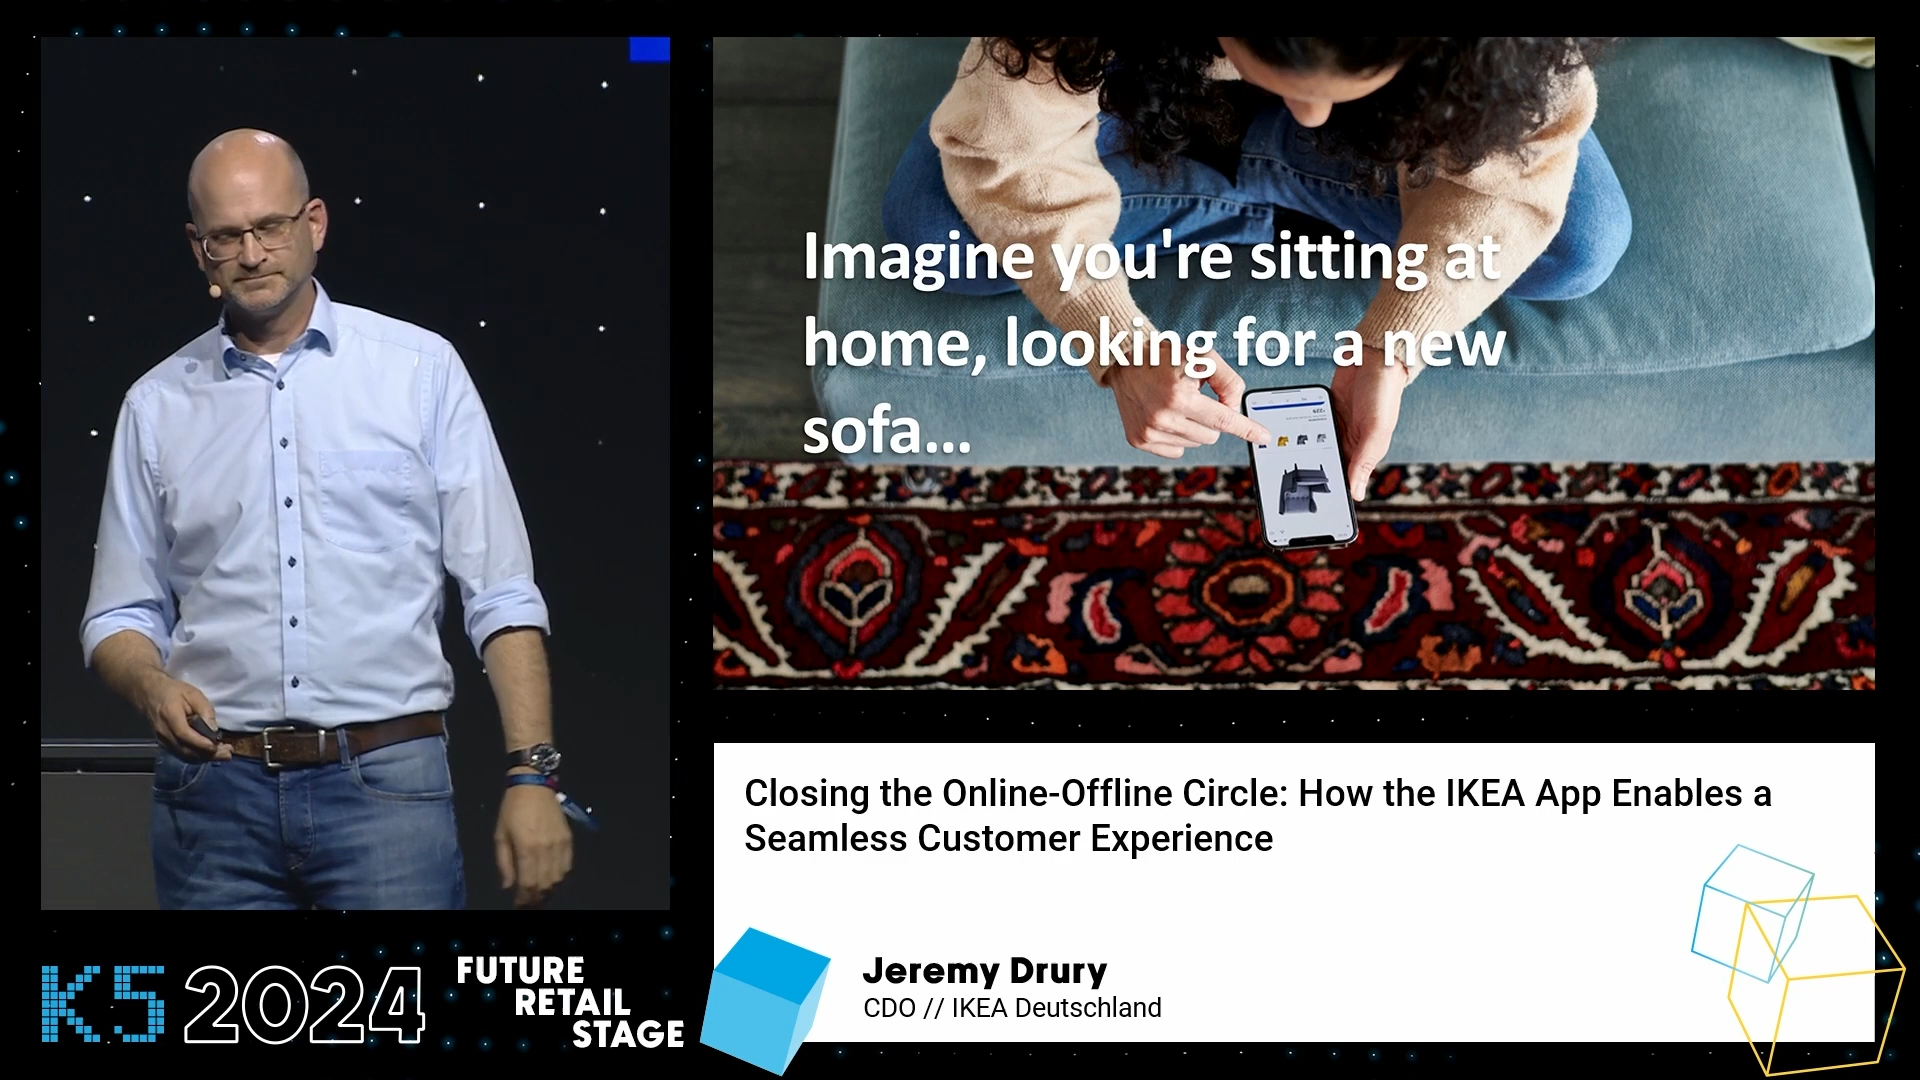 Imagine you're sitting at
home, looking for a new
sofa...
Closing the Online-Offline Circle: How the IKEA App Enables a
Seamless Customer Experience
Jeremy Drury
CDO // IKEA Deutschland
K5 2024
FUTURE
RETAIL
STAGE